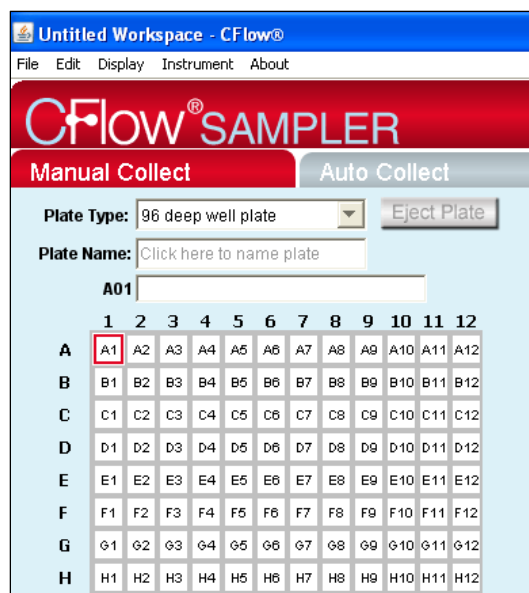 Untitled Workspace - CFlow®
File Edit Display Instrument About
CFlow®SAMPLER
Manual Collect Auto Collect
Plate Type: 96 deep well plate Eject Plate
Plate Name: Click here to name plate
A01
1 2 3 4 5 6 7 8 9 10 11 12
A A1 A2 A3 A4 A5 A6 A7 A8 A9 A10 A11 A12
B B1 B2 B3 B4 B5 B6 B7 B8 B9 B10 B11 B12
C C1 C2 C3 C4 C5 C6 C7 C8 C9 C10 C11 C12
D D1 D2 D3 D4 D5 D6 D7 D8 D9 D10 D11 D12
E E1 E2 E3 E4 E5 E6 E7 E8 E9 E10 E11 E12
F F1 F2 F3 F4 F5 F6 F7 F8 F9 F10 F11 F12
G G1 G2 G3 G4 G5 G6 G7 G8 G9 G10 G11 G12
H H1 H2 H3 H4 H5 H6 H7 H8 H9 H10 H11 H12